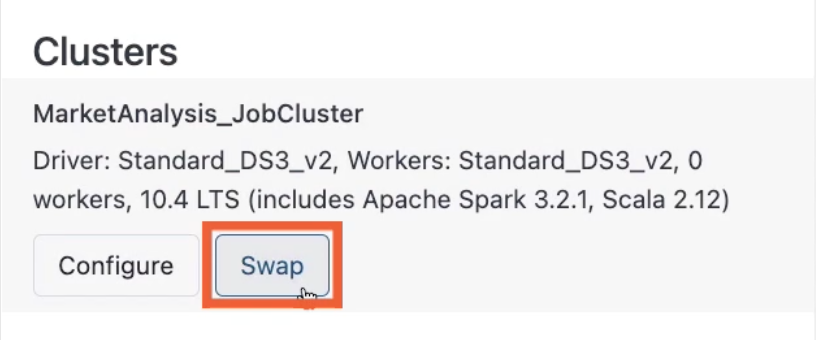 Clusters
MarketAnalysis_JobCluster
Driver: Standard_DS3_v2, Workers: Standard_DS3_v2, 0
workers, 10.4 LTS (includes Apache Spark 3.2.1, Scala 2.12)
Configure Swap